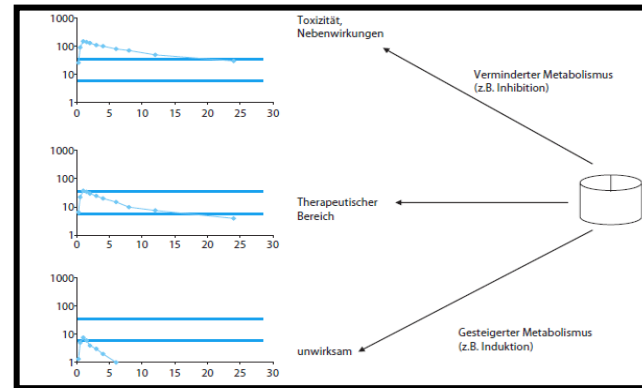 1000
100
10
1
0 5 10 15 20 25 30
Toxizität,
Nebenwirkungen
Verminderter Metabolismus
(z.B. Inhibition)
1000
100
10
1
0 5 10 15 20 25 30
Therapeutischer
Bereich
1000
100
10
1
0 5 10 15 20 25 30
unwirksam
Gesteigerter Metabolismus
(z.B. Induktion)